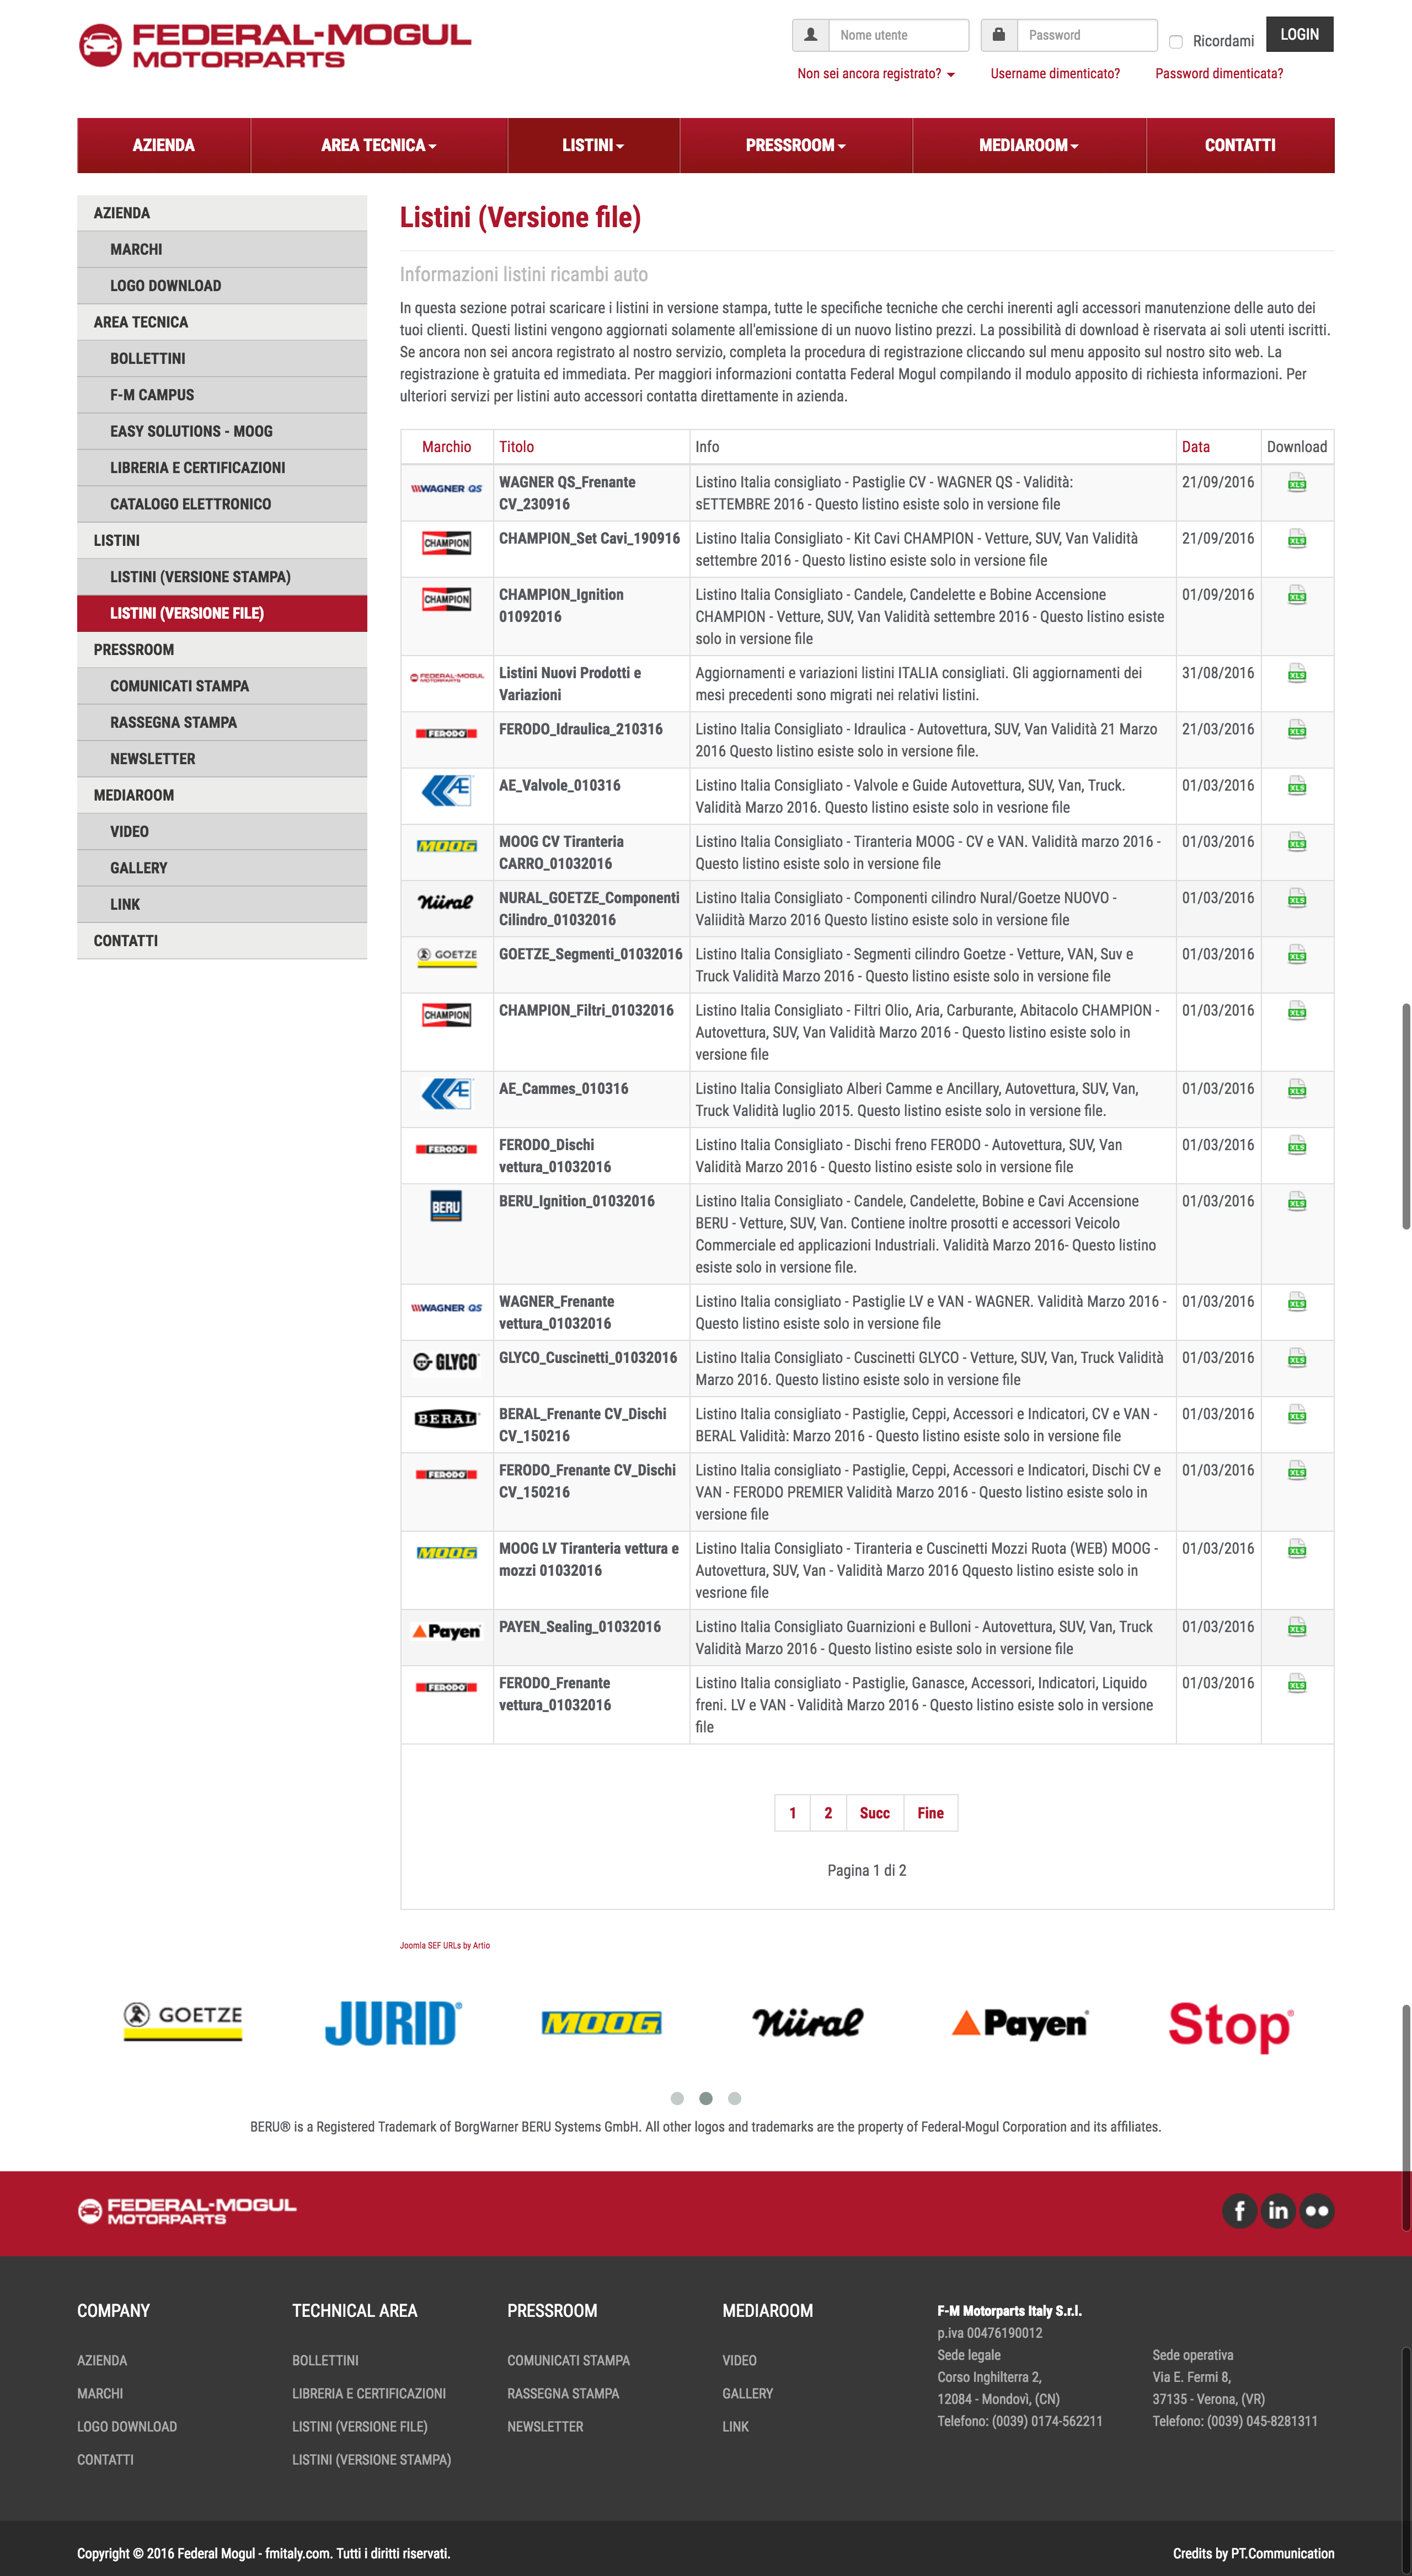 FEDERAL-MOGUL
MOTORPARTS
Nome utente
Password
Ricordami
LOGIN
Non sei ancora registrato?
Username dimenticato?
Password dimenticata?
AZIENDA
AREA TECNICA
LISTINI
PRESSROOM
MEDIAROOM
CONTATTI
AZIENDA
MARCHI
LOGO DOWNLOAD
AREA TECNICA
BOLLETTINI
F-M CAMPUS
EASY SOLUTIONS - MOOG
LIBRERIA E CERTIFICAZIONI
CATALOGO ELETTRONICO
LISTINI
LISTINI (VERSIONE STAMPA)
LISTINI (VERSIONE FILE)
PRESSROOM
COMUNICATI STAMPA
RASSEGNA STAMPA
NEWSLETTER
MEDIAROOM
VIDEO
GALLERY
LINK
CONTATTI
Listini (Versione file)
Informazioni listini ricambi auto
In questa sezione potrai scaricare i listini in versione stampa, tutte le specifiche tecniche che cerchi inerenti agli accessori manutenzione delle auto dei
tuoi clienti. Questi listini vengono aggiornati solamente all'emissione di un nuovo listino prezzi. La possibilità di download è riservata ai soli utenti iscritti.
Se ancora non sei ancora registrato al nostro servizio, completa la procedura di registrazione cliccando sul menu apposito sul nostro sito web. La
registrazione è gratuita ed immediata. Per maggiori informazioni contatta Federal Mogul compilando il modulo apposito di richiesta informazioni. Per
ulteriori servizi per listini auto accessori contatta direttamente in azienda.
Marchio Titolo Info Data Download
WAGNER QS WAGNER QS_Frenante Listino Italia consigliato - Pastiglie CV - WAGNER QS - Validità: 21/09/2016 XLS
CV_230916 sETTEMBRE 2016 - Questo listino esiste solo in versione file
CHAMPION CHAMPION_Set Cavi_190916 Listino Italia Consigliato - Kit Cavi CHAMPION - Vetture, SUV, Van Validità 21/09/2016 XLS
settembre 2016 - Questo listino esiste solo in versione file
CHAMPION CHAMPION_Ignition Listino Italia Consigliato - Candele, Candelette e Bobine Accensione 01/09/2016 XLS
01092016 CHAMPION - Vetture, SUV, Van Validità settembre 2016 - Questo listino esiste
solo in versione file
FEDERAL-MOGUL MOTORPARTS Listini Nuovi Prodotti e Aggiornamenti e variazioni listini ITALIA consigliati. Gli aggiornamenti dei 31/08/2016 XLS
Variazioni mesi precedenti sono migrati nei relativi listini.
FERODO FERODO_Idraulica_210316 Listino Italia Consigliato - Idraulica - Autovettura, SUV, Van Validità 21 Marzo 21/03/2016 XLS
2016 Questo listino esiste solo in versione file.
AE AE_Valvole_010316 Listino Italia Consigliato - Valvole e Guide Autovettura, SUV, Van, Truck. 01/03/2016 XLS
Validità Marzo 2016. Questo listino esiste solo in vesrione file
MOOG MOOG CV Tiranteria Listino Italia Consigliato - Tiranteria MOOG - CV e VAN. Validità marzo 2016 - 01/03/2016 XLS
CARRO_01032016 Questo listino esiste solo in versione file
Nüral NURAL_GOETZE_Componenti Listino Italia Consigliato - Componenti cilindro Nural/Goetze NUOVO - 01/03/2016 XLS
Cilindro_01032016 Valiidità Marzo 2016 Questo listino esiste solo in versione file
GOETZE GOETZE_Segmenti_01032016 Listino Italia Consigliato - Segmenti cilindro Goetze - Vetture, VAN, Suv e 01/03/2016 XLS
Truck Validità Marzo 2016 - Questo listino esiste solo in versione file
CHAMPION CHAMPION_Filtri_01032016 Listino Italia Consigliato - Filtri Olio, Aria, Carburante, Abitacolo CHAMPION - 01/03/2016 XLS
Autovettura, SUV, Van Validità Marzo 2016 - Questo listino esiste solo in
versione file
AE AE_Cammes_010316 Listino Italia Consigliato Alberi Camme e Ancillary, Autovettura, SUV, Van, 01/03/2016 XLS
Truck Validità luglio 2015. Questo listino esiste solo in versione file.
FERODO FERODO_Dischi Listino Italia Consigliato - Dischi freno FERODO - Autovettura, SUV, Van 01/03/2016 XLS
vettura_01032016 Validità Marzo 2016 - Questo listino esiste solo in versione file
BERU BERU_Ignition_01032016 Listino Italia Consigliato - Candele, Candelette, Bobine e Cavi Accensione 01/03/2016 XLS
BERU - Vetture, SUV, Van. Contiene inoltre prosotti e accessori Veicolo
Commerciale ed applicazioni Industriali. Validità Marzo 2016- Questo listino
esiste solo in versione file.
WAGNER QS WAGNER_Frenante Listino Italia consigliato - Pastiglie LV e VAN - WAGNER. Validità Marzo 2016 - 01/03/2016 XLS
vettura_01032016 Questo listino esiste solo in versione file
GLYCO GLYCO_Cuscinetti_01032016 Listino Italia Consigliato - Cuscinetti GLYCO - Vetture, SUV, Van, Truck Validità 01/03/2016 XLS
Marzo 2016. Questo listino esiste solo in versione file
BERAL BERAL_Frenante CV_Dischi Listino Italia consigliato - Pastiglie, Ceppi, Accessori e Indicatori, CV e VAN - 01/03/2016 XLS
CV_150216 BERAL Validità: Marzo 2016 - Questo listino esiste solo in versione file
FERODO FERODO_Frenante CV_Dischi Listino Italia consigliato - Pastiglie, Ceppi, Accessori e Indicatori, Dischi CV e 01/03/2016 XLS
CV_150216 VAN - FERODO PREMIER Validità Marzo 2016 - Questo listino esiste solo in
versione file
MOOG MOOG LV Tiranteria vettura e Listino Italia Consigliato - Tiranteria e Cuscinetti Mozzi Ruota (WEB) MOOG - 01/03/2016 XLS
mozzi 01032016 Autovettura, SUV, Van - Validità Marzo 2016 Qquesto listino esiste solo in
vesrione file
Payen PAYEN_Sealing_01032016 Listino Italia Consigliato Guarnizioni e Bulloni - Autovettura, SUV, Van, Truck 01/03/2016 XLS
Validità Marzo 2016 - Questo listino esiste solo in versione file
FERODO FERODO_Frenante Listino Italia consigliato - Pastiglie, Ganasce, Accessori, Indicatori, Liquido 01/03/2016 XLS
vettura_01032016 freni. LV e VAN - Validità Marzo 2016 - Questo listino esiste solo in versione
file
1 2 Succ Fine
Pagina 1 di 2
Joomla SEF URLs by Artio
GOETZE JURID® MOOG Nüral Payen® Stop®
BERU® is a Registered Trademark of BorgWarner BERU Systems GmbH. All other logos and trademarks are the property of Federal-Mogul Corporation and its affiliates.
FEDERAL-MOGUL
MOTORPARTS
f in
COMPANY
AZIENDA
MARCHI
LOGO DOWNLOAD
CONTATTI
TECHNICAL AREA
BOLLETTINI
LIBRERIA E CERTIFICAZIONI
LISTINI (VERSIONE FILE)
LISTINI (VERSIONE STAMPA)
PRESSROOM
COMUNICATI STAMPA
RASSEGNA STAMPA
NEWSLETTER
MEDIAROOM
VIDEO
GALLERY
LINK
F-M Motorparts Italy S.r.l.
p.iva 00476190012
Sede legale
Corso Inghilterra 2,
12084 - Mondovì, (CN)
Telefono: (0039) 0174-562211
Sede operativa
Via E. Fermi 8,
37135 - Verona, (VR)
Telefono: (0039) 045-8281311
Copyright © 2016 Federal Mogul - fmitaly.com. Tutti i diritti riservati.
Credits by PT.Communication